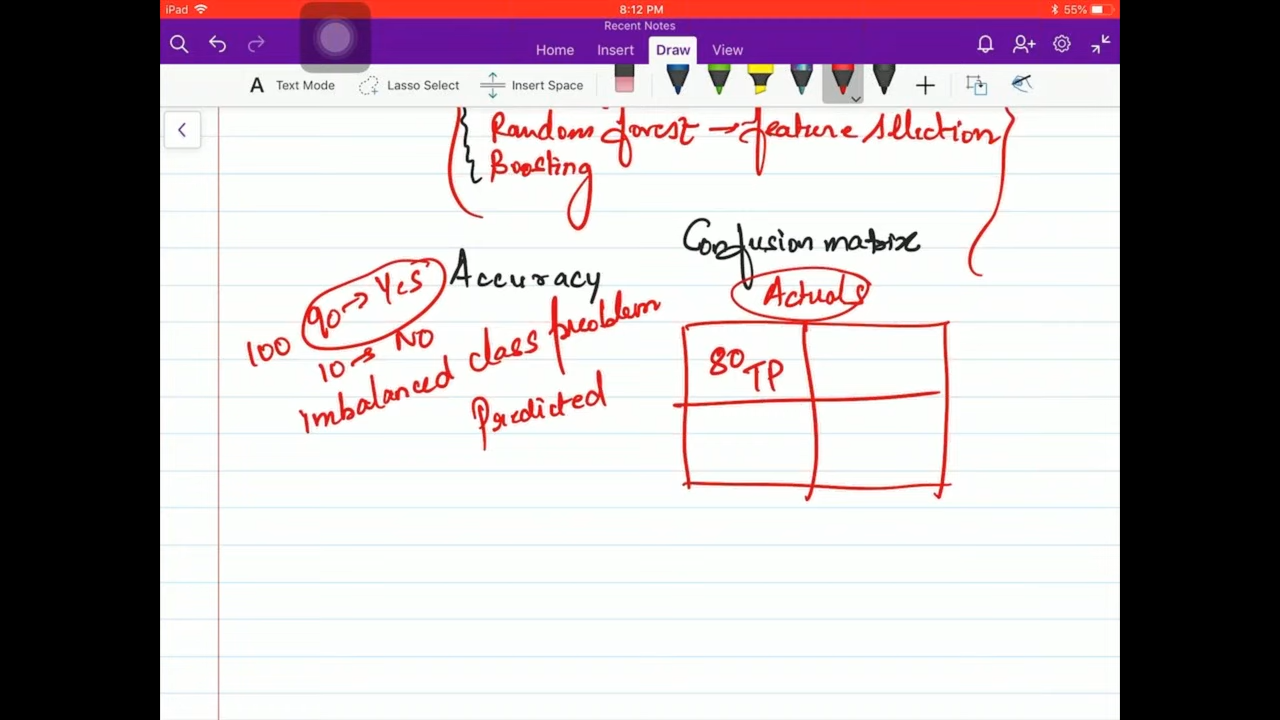 iPad 8:12 PM 55%
Recent Notes
Home Insert Draw View
A Text Mode Lasso Select Insert Space
Random forest → feature selection
Boosting
Confusion matrix
Accuracy
Actuals
100 90 → Yes
10 → NO
imbalanced class problem
Predicted
80 TP